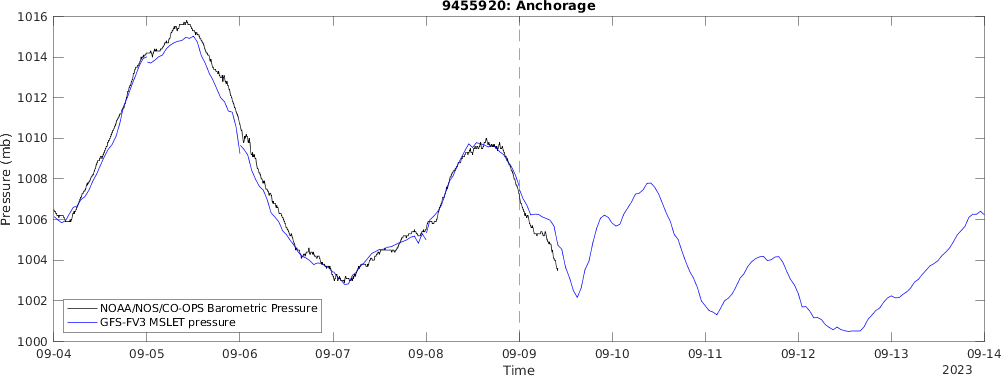 9455920: Anchorage
1016
1014
1012
1010
1008
1006
1004
1002
1000
Pressure (mb)
NOAA/NOS/CO-OPS Barometric Pressure
GFS-FV3 MSLET pressure
09-04 09-05 09-06 09-07 09-08 09-09 09-10 09-11 09-12 09-13 09-14
Time
2023